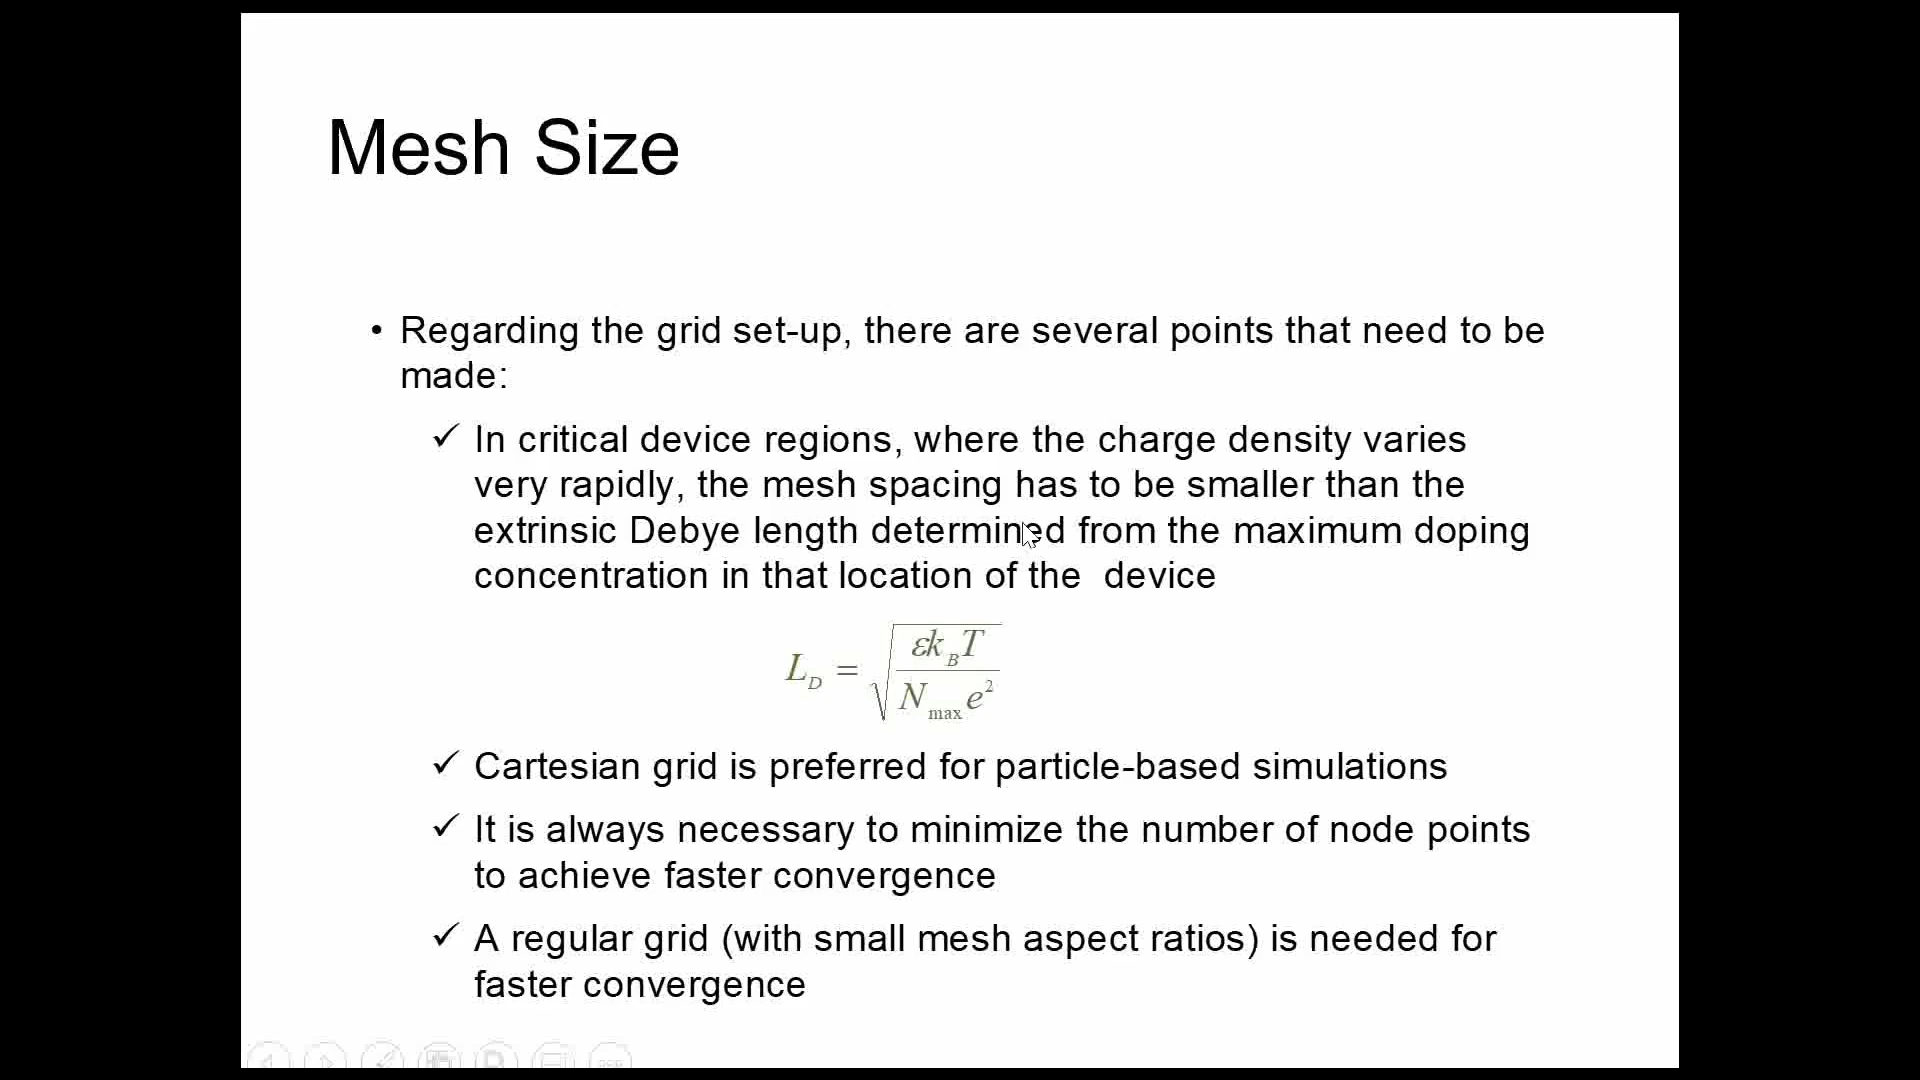 Mesh Size
• Regarding the grid set-up, there are several points that need to be
made:
✓ In critical device regions, where the charge density varies
very rapidly, the mesh spacing has to be smaller than the
extrinsic Debye length determined from the maximum doping
concentration in that location of the device
L_D = √(εk_BT / N_max e²)
✓ Cartesian grid is preferred for particle-based simulations
✓ It is always necessary to minimize the number of node points
to achieve faster convergence
✓ A regular grid (with small mesh aspect ratios) is needed for
faster convergence